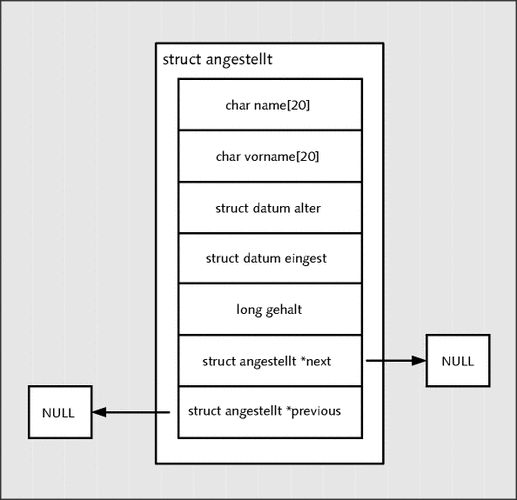 struct angestellt
char name[20]
char vorname[20]
struct datum alter
struct datum eingest
long gehalt
struct angestellt *next
NULL
NULL
struct angestellt *previous